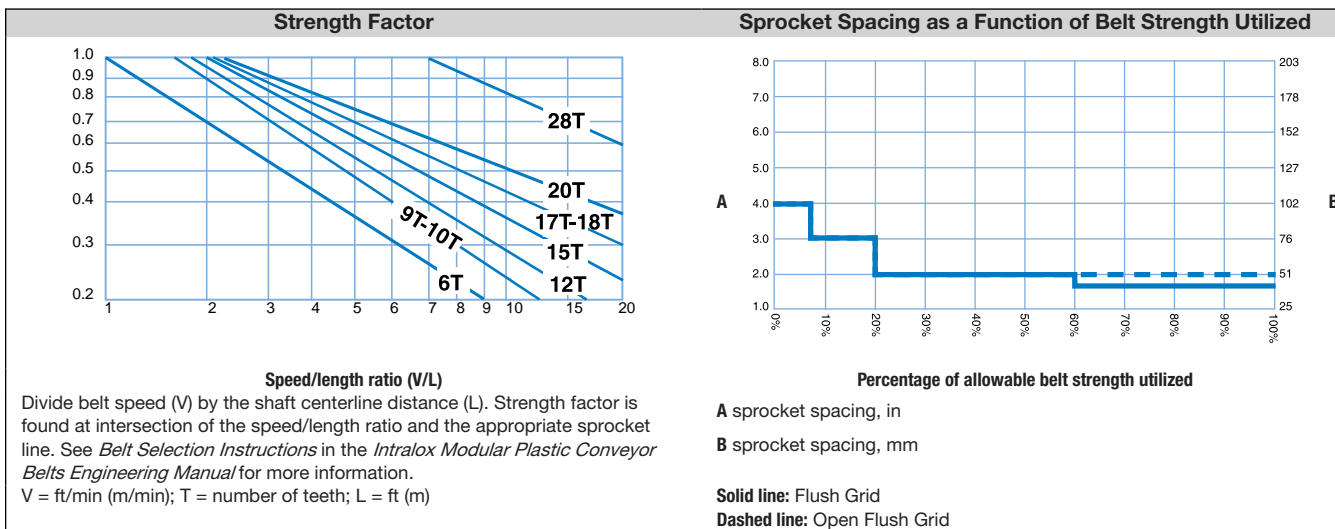 Strength Factor
1.0
0.9
0.8
0.7
0.6
0.5
0.4
0.3
0.2
28T
20T
17T-18T
15T
12T
9T-10T
6T
1 2 3 4 5 6 7 8 9 10 15 20
Speed/length ratio (V/L)
Divide belt speed (V) by the shaft centerline distance (L). Strength factor is
found at intersection of the speed/length ratio and the appropriate sprocket
line. See Belt Selection Instructions in the Intralox Modular Plastic Conveyor
Belts Engineering Manual for more information.
V = ft/min (m/min); T = number of teeth; L = ft (m)
Sprocket Spacing as a Function of Belt Strength Utilized
8.0 203
7.0 178
6.0 152
5.0 127
A 4.0 102 B
3.0 76
2.0 51
1.0 25
0% 10% 20% 30% 40% 50% 60% 70% 80% 90% 100%
Percentage of allowable belt strength utilized
A sprocket spacing, in
B sprocket spacing, mm
Solid line: Flush Grid
Dashed line: Open Flush Grid